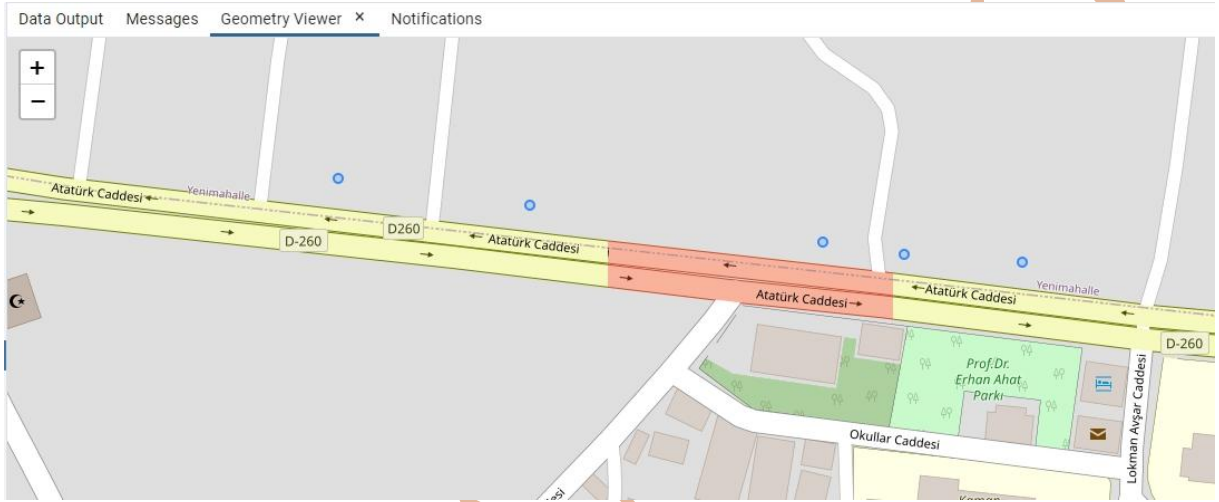 Data Output Messages Geometry Viewer × Notifications
+
−
Atatürk Caddesi
Yenimahalle
D-260
D260
Atatürk Caddesi
Atatürk Caddesi
Atatürk Caddesi
Yenimahalle
D-260
Prof.Dr.
Erhan Ahat
Parkı
Okullar Caddesi
Lokman Avşar Caddesi